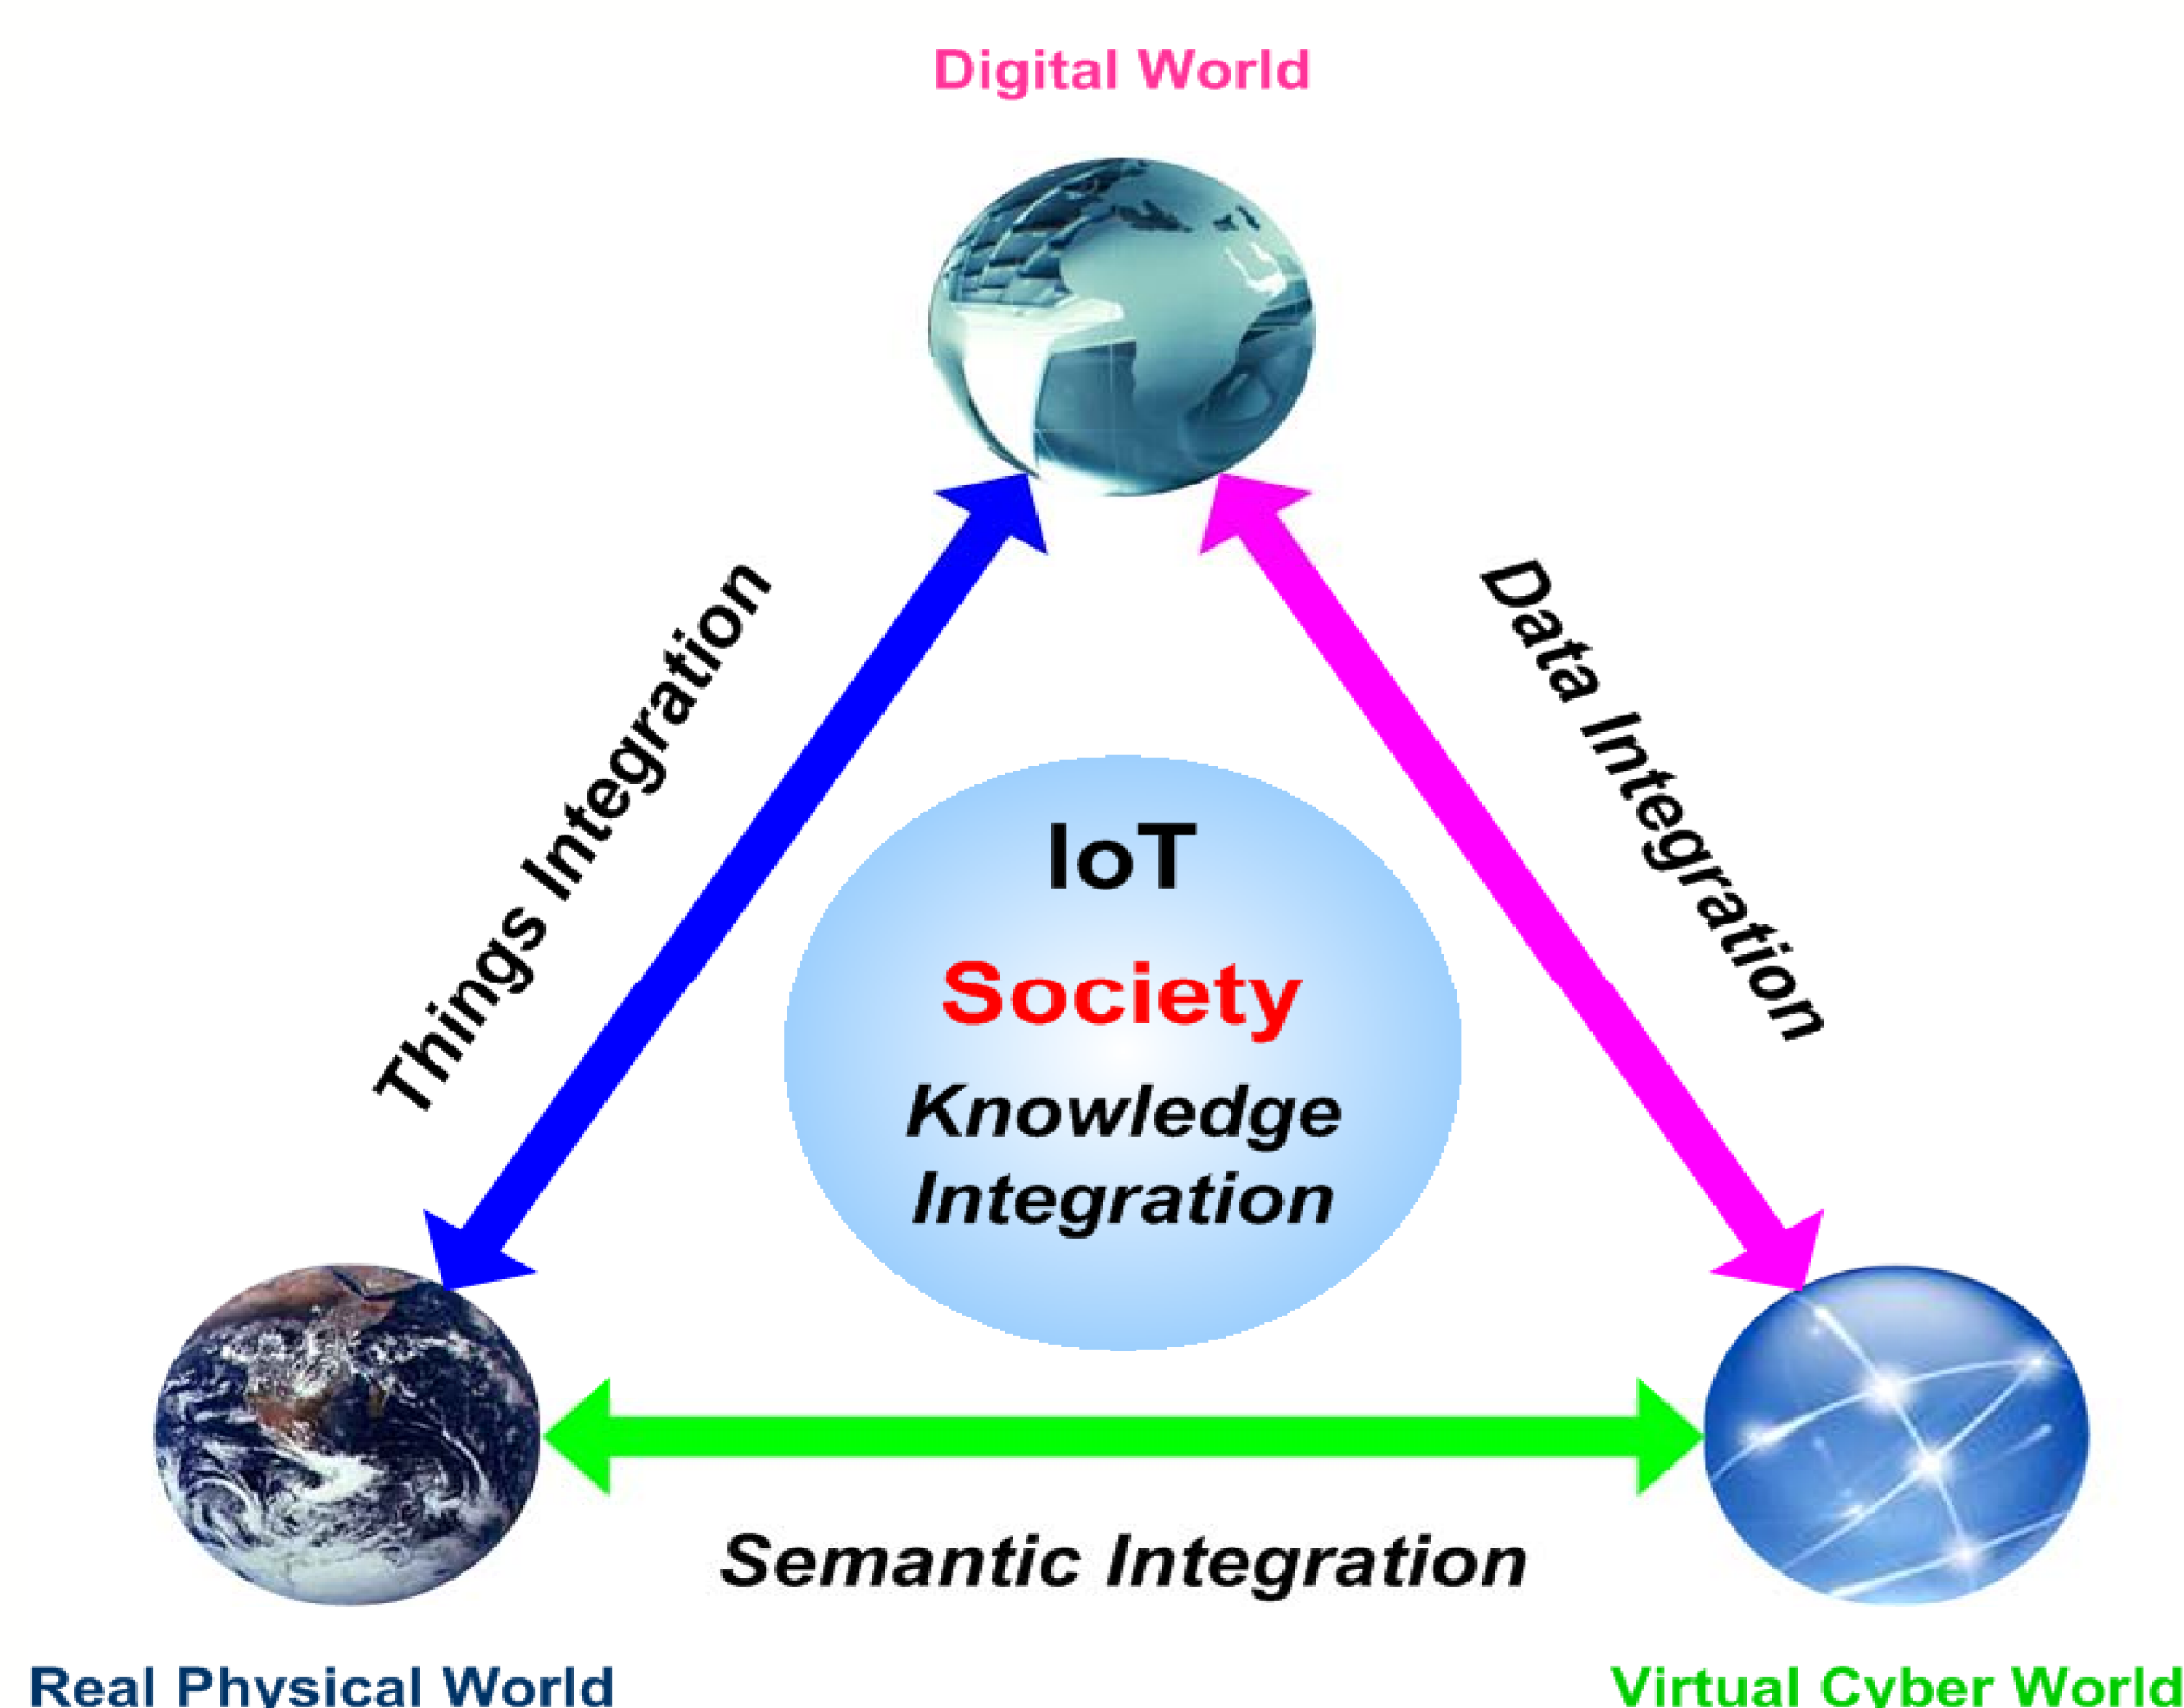 Digital World
Things Integration
Data Integration
IoT
Society
Knowledge
Integration
Semantic Integration
Real Physical World
Virtual Cyber World